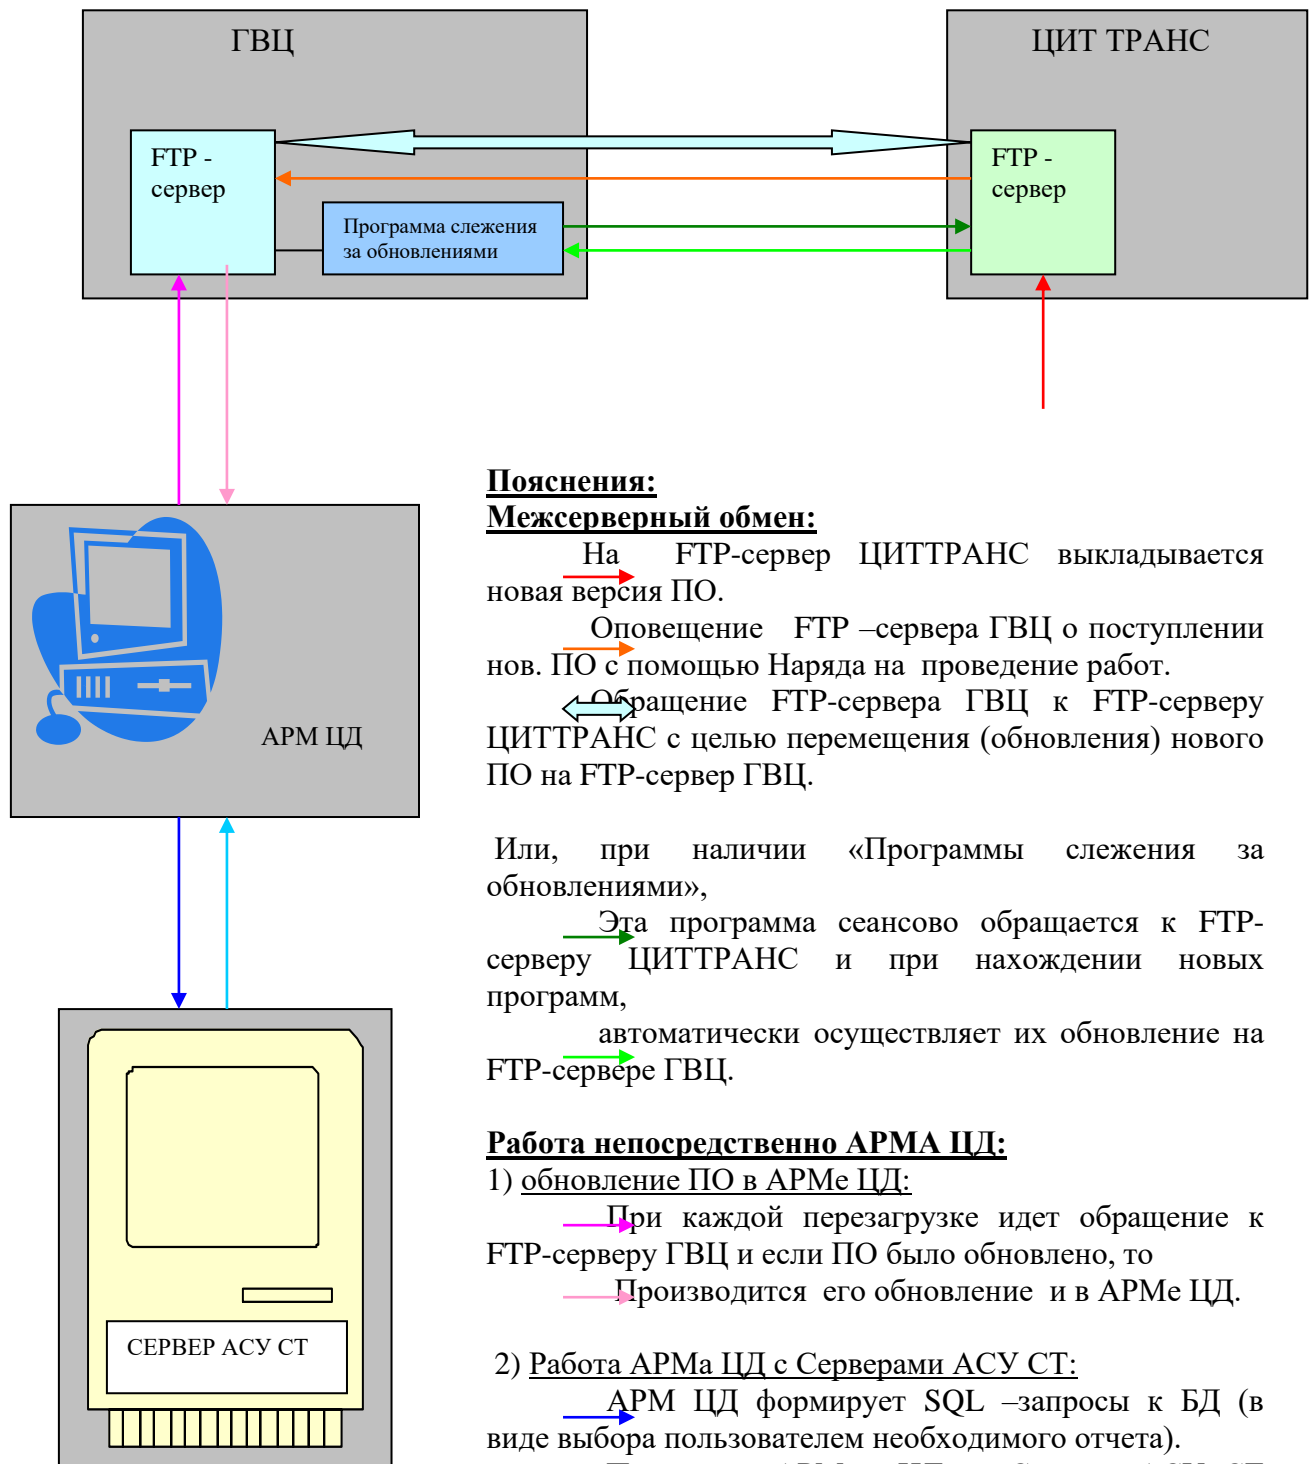 ГВЦ
ЦИТ ТРАНС
FTP -
сервер
FTP -
сервер
Программа слежения
за обновлениями
АРМ ЦД
СЕРВЕР АСУ СТ
Пояснения:
Межсерверный обмен:
На FTP-сервер ЦИТТРАНС выкладывается
новая версия ПО.
Оповещение FTP –сервера ГВЦ о поступлении
нов. ПО с помощью Наряда на проведение работ.
Обращение FTP-сервера ГВЦ к FTP-серверу
ЦИТТРАНС с целью перемещения (обновления) нового
ПО на FTP-сервер ГВЦ.
Или, при наличии «Программы слежения за
обновлениями»,
Эта программа сеансово обращается к FTP-
серверу ЦИТТРАНС и при нахождении новых
программ,
автоматически осуществляет их обновление на
FTP-сервере ГВЦ.
Работа непосредственно АРМА ЦД:
1) обновление ПО в АРМе ЦД:
При каждой перезагрузке идет обращение к
FTP-серверу ГВЦ и если ПО было обновлено, то
Производится его обновление и в АРМе ЦД.
2) Работа АРМа ЦД с Серверами АСУ СТ:
АРМ ЦД формирует SQL –запросы к БД (в
виде выбора пользователем необходимого отчета).